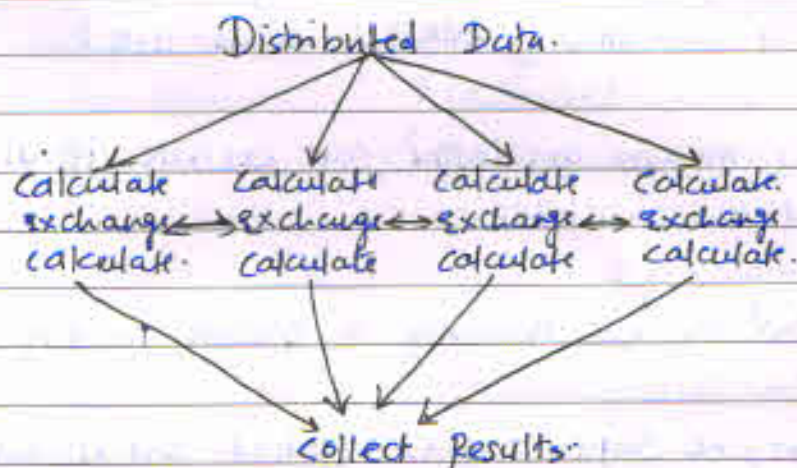 Distributed Data.
calculate calculate calculate calculate.
exchange exchange exchange exchange
calculate. calculate calculate calculate.
collect Results.